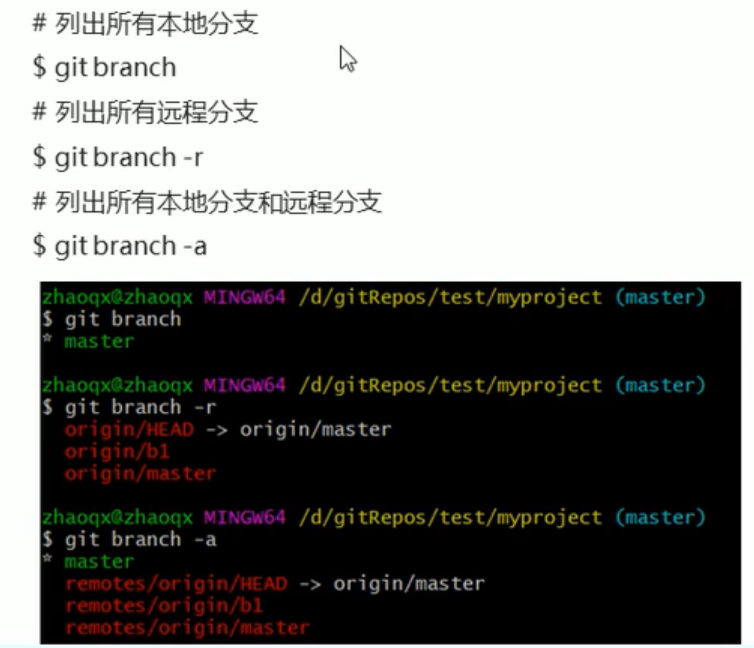 # 列出所有本地分支
$ git branch
# 列出所有远程分支
$ git branch -r
# 列出所有本地分支和远程分支
$ git branch -a
zhaoqx@zhaoqx MINGW64 /d/gitRepos/test/myproject (master)
$ git branch
* master
zhaoqx@zhaoqx MINGW64 /d/gitRepos/test/myproject (master)
$ git branch -r
origin/HEAD -> origin/master
origin/b1
origin/master
zhaoqx@zhaoqx MINGW64 /d/gitRepos/test/myproject (master)
$ git branch -a
* master
remotes/origin/HEAD -> origin/master
remotes/origin/b1
remotes/origin/master